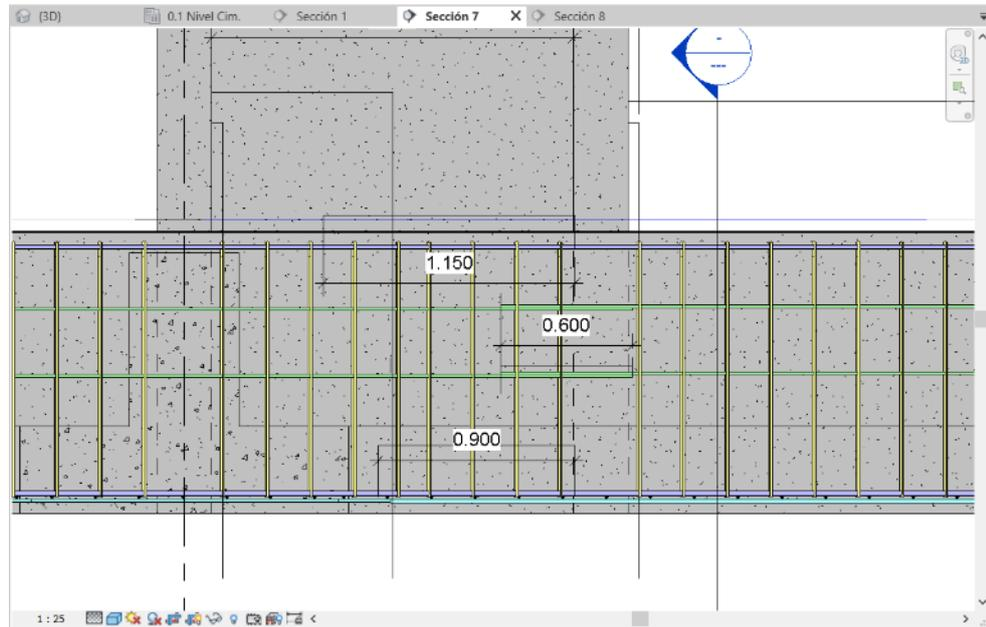 {3D}
0.1 Nivel Cim.
Sección 1
Sección 7
Sección 8
1.150
0.600
0.900
1 : 25